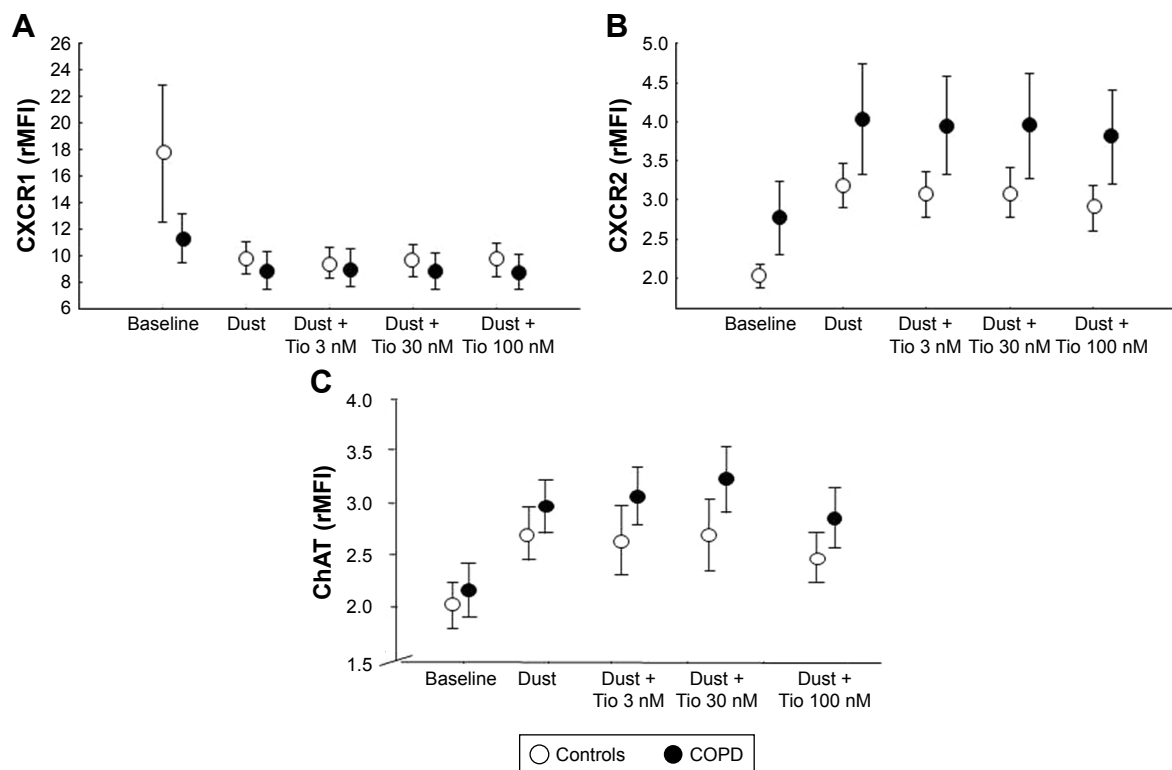 A
CXCR1 (rMFI)
26
24
22
20
18
16
14
12
10
8
6
Baseline
Dust
Dust +
Tio 3 nM
Dust +
Tio 30 nM
Dust +
Tio 100 nM
B
CXCR2 (rMFI)
5.0
4.5
4.0
3.5
3.0
2.5
2.0
Baseline
Dust
Dust +
Tio 3 nM
Dust +
Tio 30 nM
Dust +
Tio 100 nM
C
ChAT (rMFI)
4.0
3.5
3.0
2.5
2.0
1.5
Baseline
Dust
Dust +
Tio 3 nM
Dust +
Tio 30 nM
Dust +
Tio 100 nM
Controls
COPD